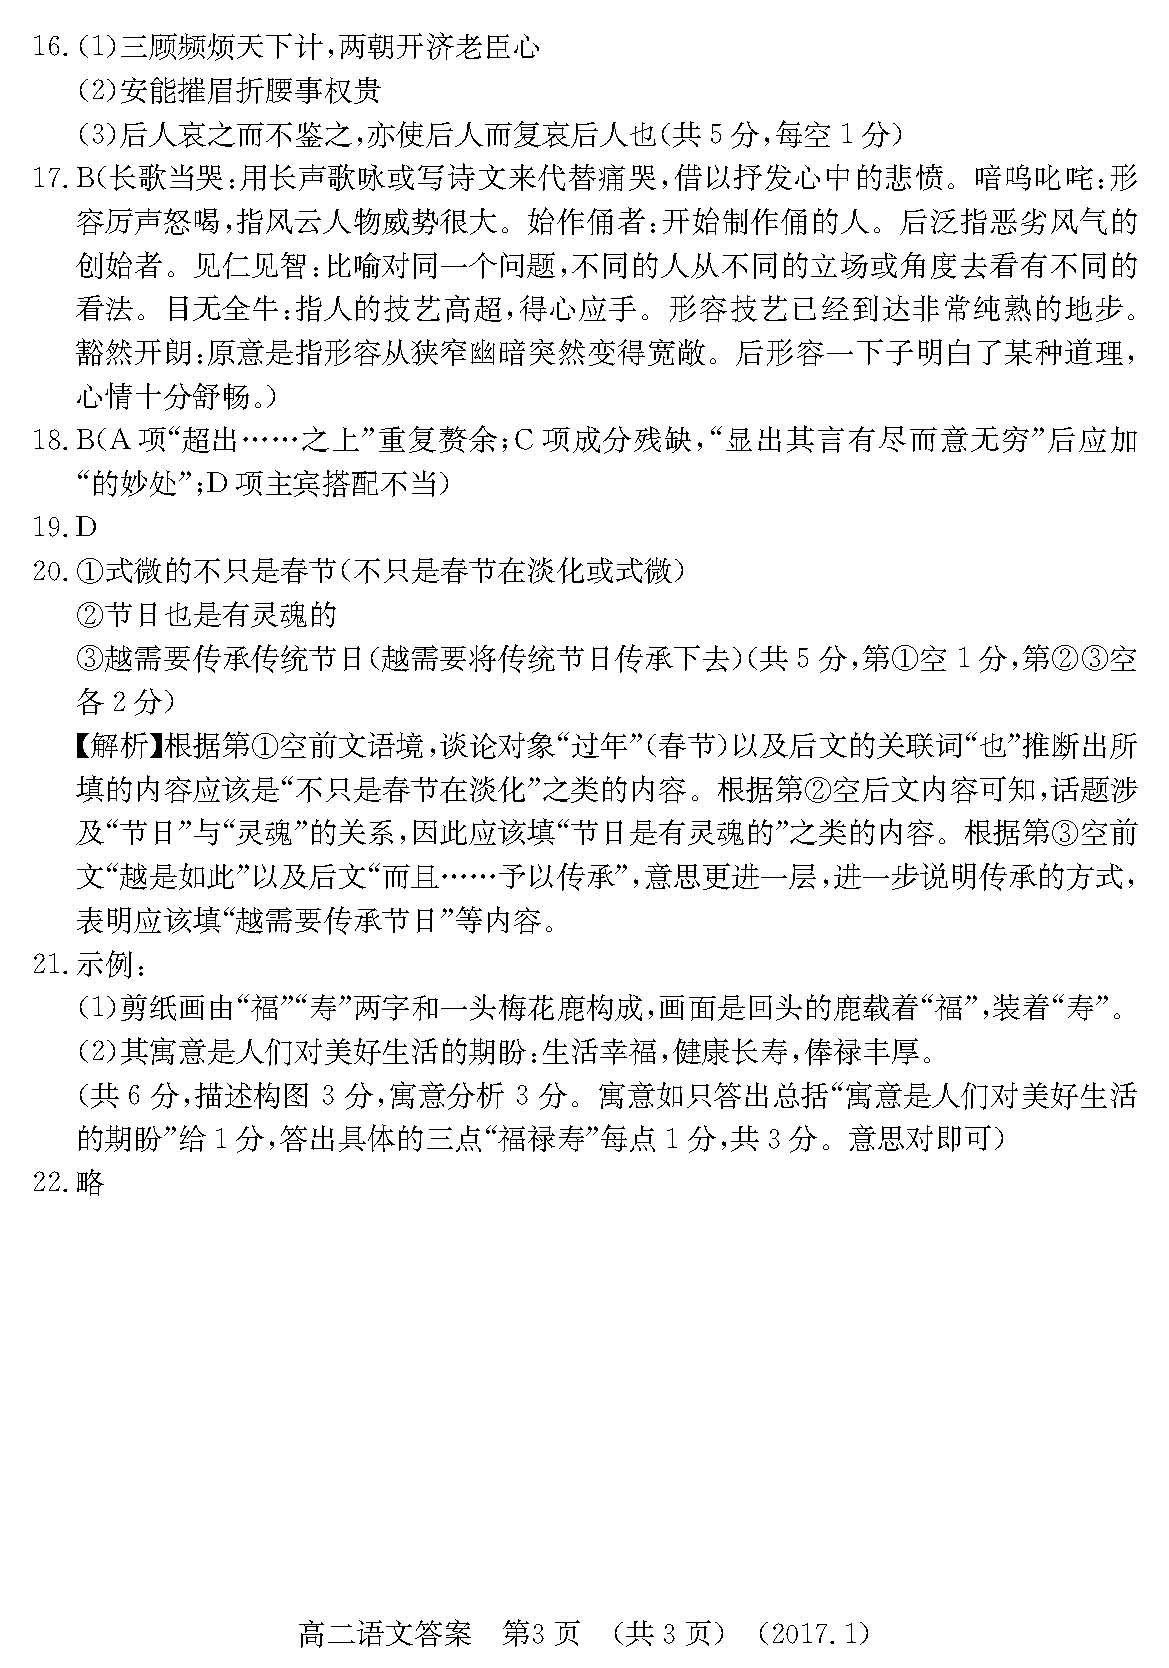 16.(1)三顾频烦天下计,两朝开济老臣心
(2)安能摧眉折腰事权贵
(3)后人哀之而不鉴之,亦使后人而复哀后人也(共5分,每空1分)
17.B(长歌当哭:用长声歌咏或写诗文来代替痛哭,借以抒发心中的悲愤。喑呜叱咤:形
容厉声怒喝,指风云人物威势很大。始作俑者:开始制作俑的人。后泛指恶劣风气的
创始者。见仁见智:比喻对同一个问题,不同的人从不同的立场或角度去看有不同的
看法。目无全牛:指人的技艺高超,得心应手。形容技艺已经到达非常纯熟的地步。
豁然开朗:原意是指形容从狭窄幽暗突然变得宽敞。后形容一下子明白了某种道理,
心情十分舒畅。)
18.B(A项“超出……之上”重复赘余;C项成分残缺,“显出其言有尽而意无穷”后应加
“的妙处”;D项主宾搭配不当)
19.D
20.①式微的不只是春节(不只是春节在淡化或式微)
②节日也是有灵魂的
③越需要传承传统节日(越需要将传统节日传承下去)(共5分,第①空1分,第②③空
各2分)
【解析】根据第①空前文语境,谈论对象“过年”(春节)以及后文的关联词“也”推断出所
填的内容应该是“不只是春节在淡化”之类的内容。根据第②空后文内容可知,话题涉
及“节日”与“灵魂”的关系,因此应该填“节日是有灵魂的”之类的内容。根据第③空前
文“越是如此”以及后文“而且……予以传承”,意思更进一层,进一步说明传承的方式,
表明应该填“越需要传承节日”等内容。
21.示例:
(1)剪纸画由“福”“寿”两字和一头梅花鹿构成,画面是回头的鹿载着“福”,装着“寿”。
(2)其寓意是人们对美好生活的期盼:生活幸福,健康长寿,俸禄丰厚。
(共6分,描述构图3分,寓意分析3分。寓意如只答出总括“寓意是人们对美好生活
的期盼”给1分,答出具体的三点“福禄寿”每点1分,共3分。意思对即可)
22.略
高二语文答案 第3页 (共3页) (2017.1)